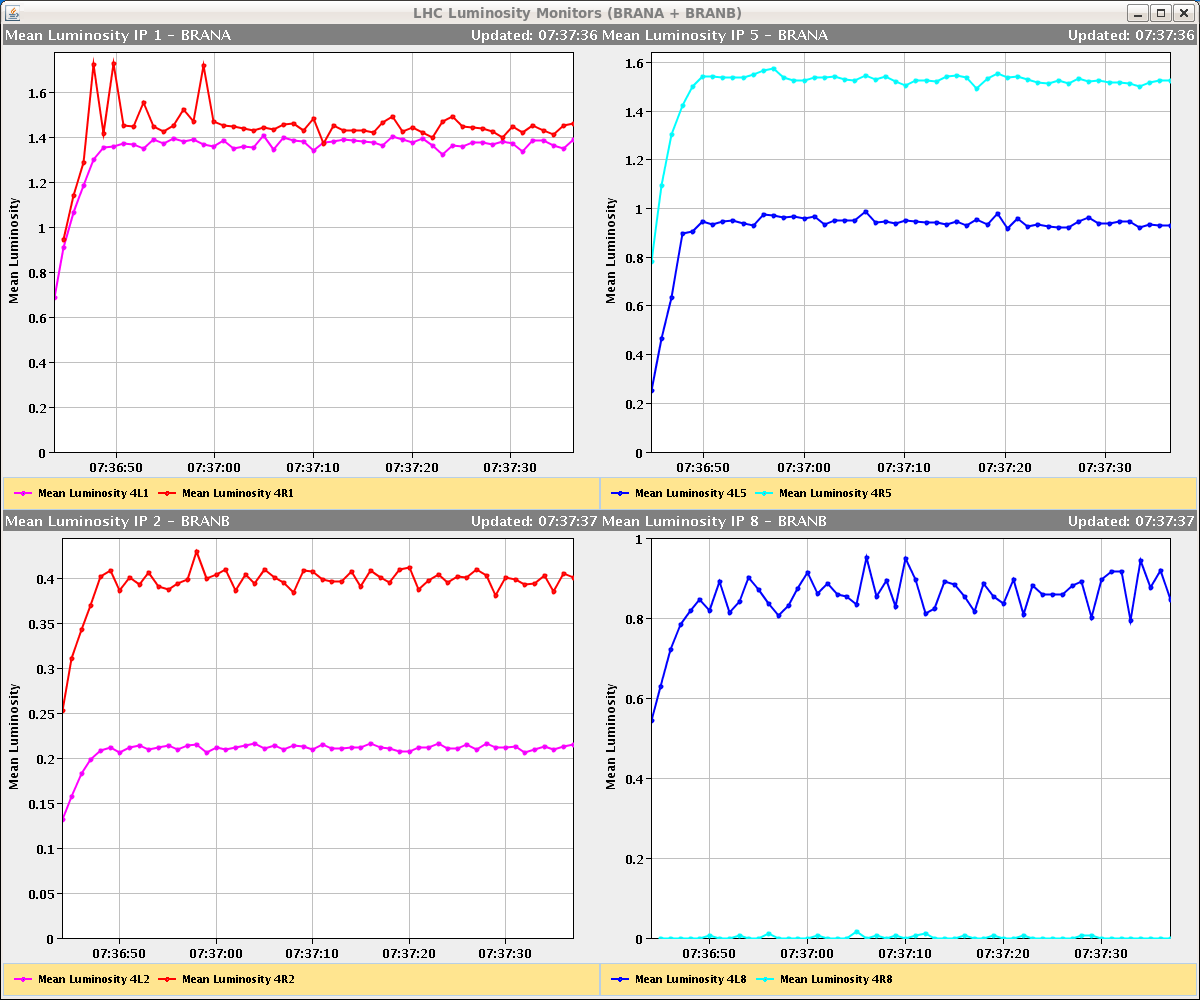 LHC Luminosity Monitors (BRANA + BRANB)
Mean Luminosity IP 1 - BRANA Updated: 07:37:36
Mean Luminosity
1.6
1.4
1.2
1
0.8
0.6
0.4
0.2
0
07:36:50 07:37:00 07:37:10 07:37:20 07:37:30
Mean Luminosity 4L1 Mean Luminosity 4R1
Mean Luminosity IP 5 - BRANA Updated: 07:37:36
Mean Luminosity
1.6
1.4
1.2
1
0.8
0.6
0.4
0.2
0
07:36:50 07:37:00 07:37:10 07:37:20 07:37:30
Mean Luminosity 4L5 Mean Luminosity 4R5
Mean Luminosity IP 2 - BRANB Updated: 07:37:37
Mean Luminosity
0.4
0.35
0.3
0.25
0.2
0.15
0.1
0.05
0
07:36:50 07:37:00 07:37:10 07:37:20 07:37:30
Mean Luminosity 4L2 Mean Luminosity 4R2
Mean Luminosity IP 8 - BRANB Updated: 07:37:37
Mean Luminosity
1
0.8
0.6
0.4
0.2
0
07:36:50 07:37:00 07:37:10 07:37:20 07:37:30
Mean Luminosity 4L8 Mean Luminosity 4R8